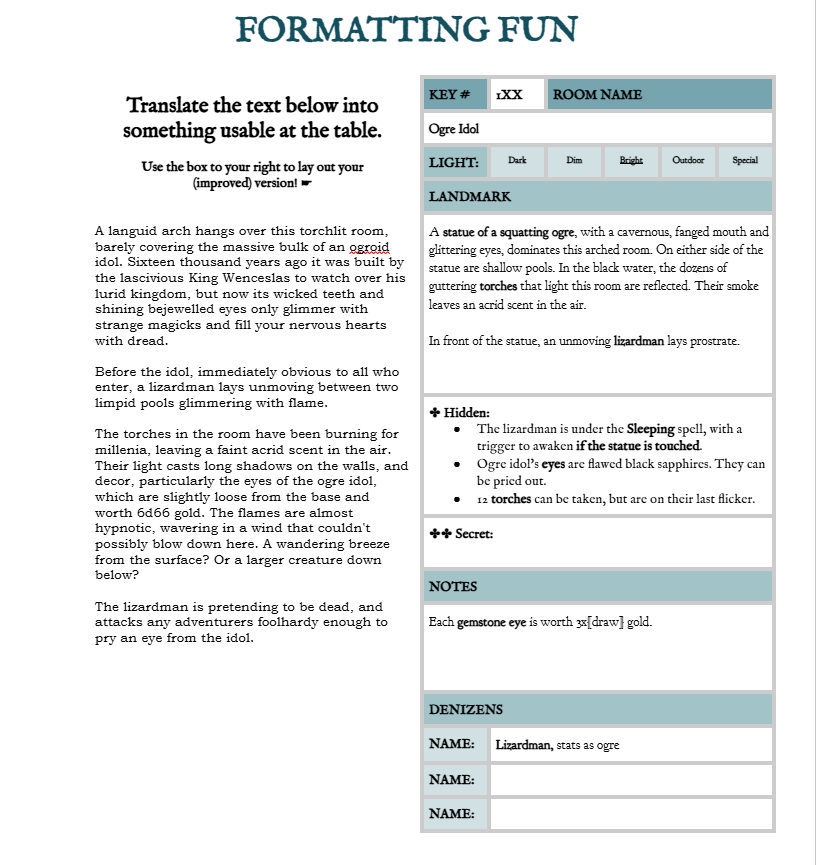 FORMATTING FUN
Translate the text below into
something usable at the table.
Use the box to your right to lay out your
(improved) version! ☛
A languid arch hangs over this torchlit room,
barely covering the massive bulk of an ogroid
idol. Sixteen thousand years ago it was built by
the lascivious King Wenceslas to watch over his
lurid kingdom, but now its wicked teeth and
shining bejewelled eyes only glimmer with
strange magicks and fill your nervous hearts
with dread.
Before the idol, immediately obvious to all who
enter, a lizardman lays unmoving between two
limpid pools glimmering with flame.
The torches in the room have been burning for
millenia, leaving a faint acrid scent in the air.
Their light casts long shadows on the walls, and
decor, particularly the eyes of the ogre idol,
which are slightly loose from the base and
worth 6d66 gold. The flames are almost
hypnotic, wavering in a wind that couldn't
possibly blow down here. A wandering breeze
from the surface? Or a larger creature down
below?
The lizardman is pretending to be dead, and
attacks any adventurers foolhardy enough to
pry an eye from the idol.
KEY # 1XX ROOM NAME
Ogre Idol
LIGHT: Dark Dim Bright Outdoor Special
LANDMARK
A statue of a squatting ogre, with a cavernous, fanged mouth and
glittering eyes, dominates this arched room. On either side of the
statue are shallow pools. In the black water, the dozens of
guttering torches that light this room are reflected. Their smoke
leaves an acrid scent in the air.
In front of the statue, an unmoving lizardman lays prostrate.
✤ Hidden:
• The lizardman is under the Sleeping spell, with a
trigger to awaken if the statue is touched.
• Ogre idol's eyes are flawed black sapphires. They can
be pried out.
• 12 torches can be taken, but are on their last flicker.
✤✤ Secret:
NOTES
Each gemstone eye is worth 3x[draw] gold.
DENIZENS
NAME: Lizardman, stats as ogre
NAME:
NAME: